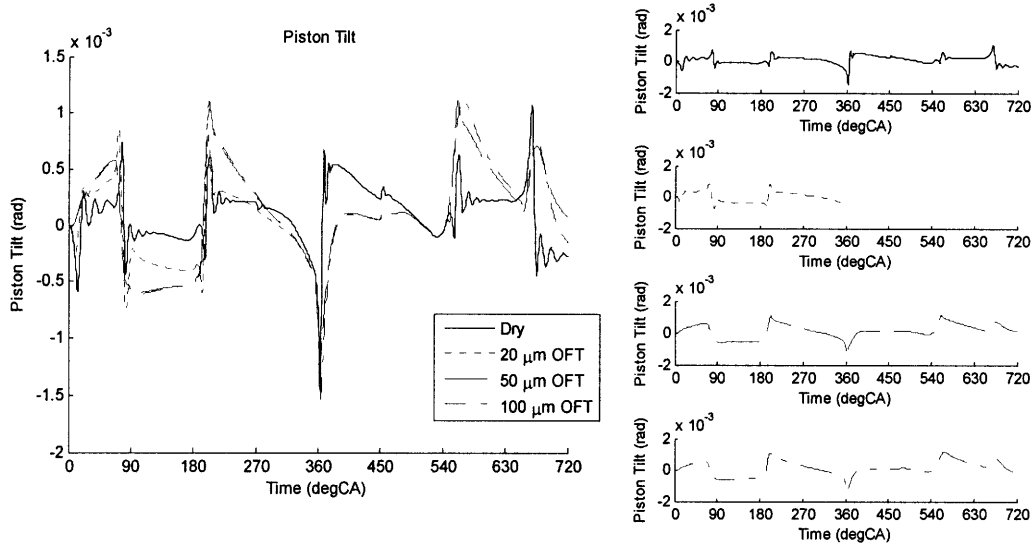 Piston Tilt
x 10⁻³
1.5
1
0.5
0
-0.5
-1
-1.5
-2
Piston Tilt (rad)
0 90 180 270 360 450 540 630 720
Time (degCA)
Dry
20 μm OFT
50 μm OFT
100 μm OFT
x 10⁻³
2
0
-2
Piston Tilt (rad)
0 90 180 270 360 450 540 630 720
Time (degCA)
x 10⁻³
2
0
-2
Piston Tilt (rad)
0 90 180 270 360 450 540 630 720
Time (degCA)
x 10⁻³
2
0
-2
Piston Tilt (rad)
0 90 180 270 360 450 540 630 720
Time (degCA)
x 10⁻³
2
0
-2
Piston Tilt (rad)
0 90 180 270 360 450 540 630 720
Time (degCA)